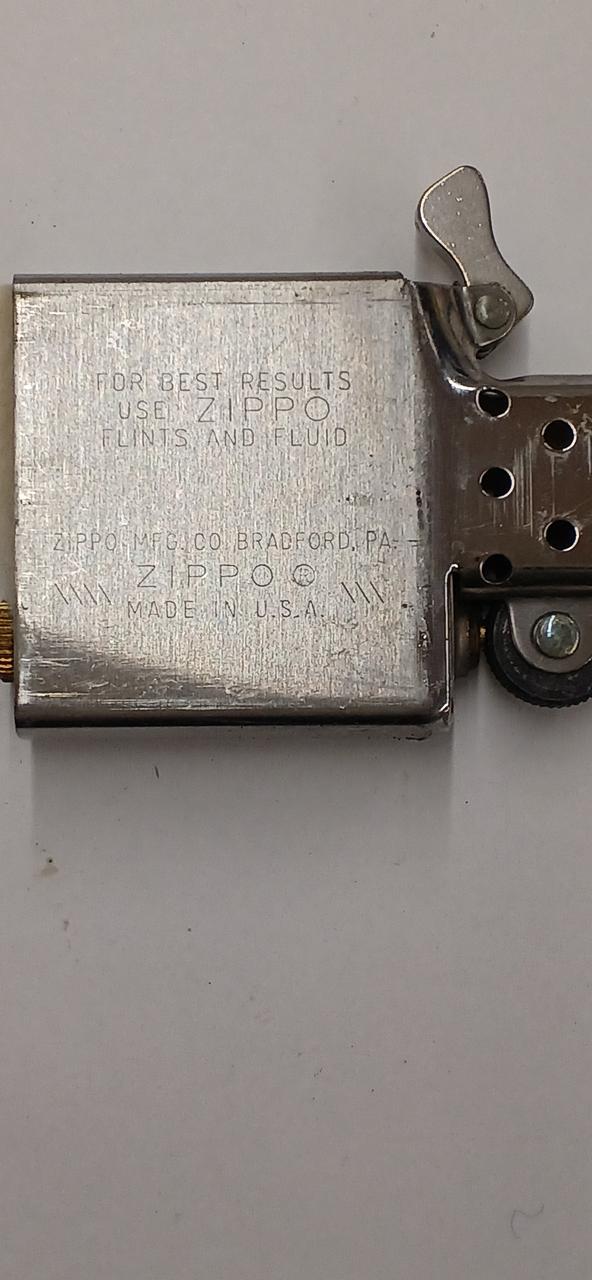 FOR BEST RESULTS
USE ZIPPO
FLINTS AND FLUID
ZIPPO MFG. CO. BRADFORD, PA.
ZIPPO ®
\\\\\ MADE IN U.S.A. \\\\